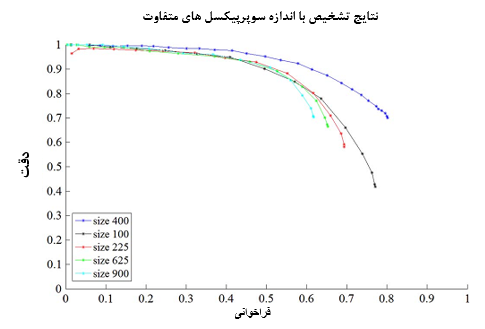 نتایج تشخیص با اندازه سوپرپیکسل های متفاوت
دقت
1
0.9
0.8
0.7
0.6
0.5
0.4
0.3
0.2
0.1
0
size 400
size 100
size 225
size 625
size 900
0 0.1 0.2 0.3 0.4 0.5 0.6 0.7 0.8 0.9 1
فراخوانی